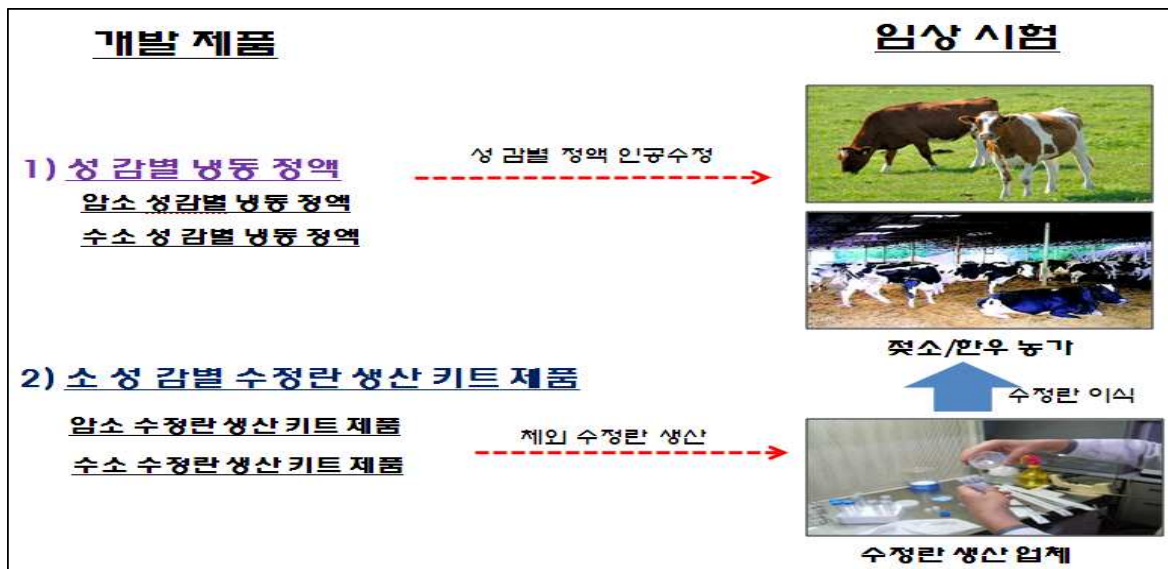 개발 제품
임상 시험
1) 성 감별 냉동 정액
암소 성감별 냉동 정액
수소 성 감별 냉동 정액
성 감별 정액 인공수정
젖소/한우 농가
2) 소 성 감별 수정란 생산 키트 제품
암소 수정란 생산 키트 제품
수소 수정란 생산 키트 제품
체외 수정란 생산
수정란 이식
수정란 생산 업체